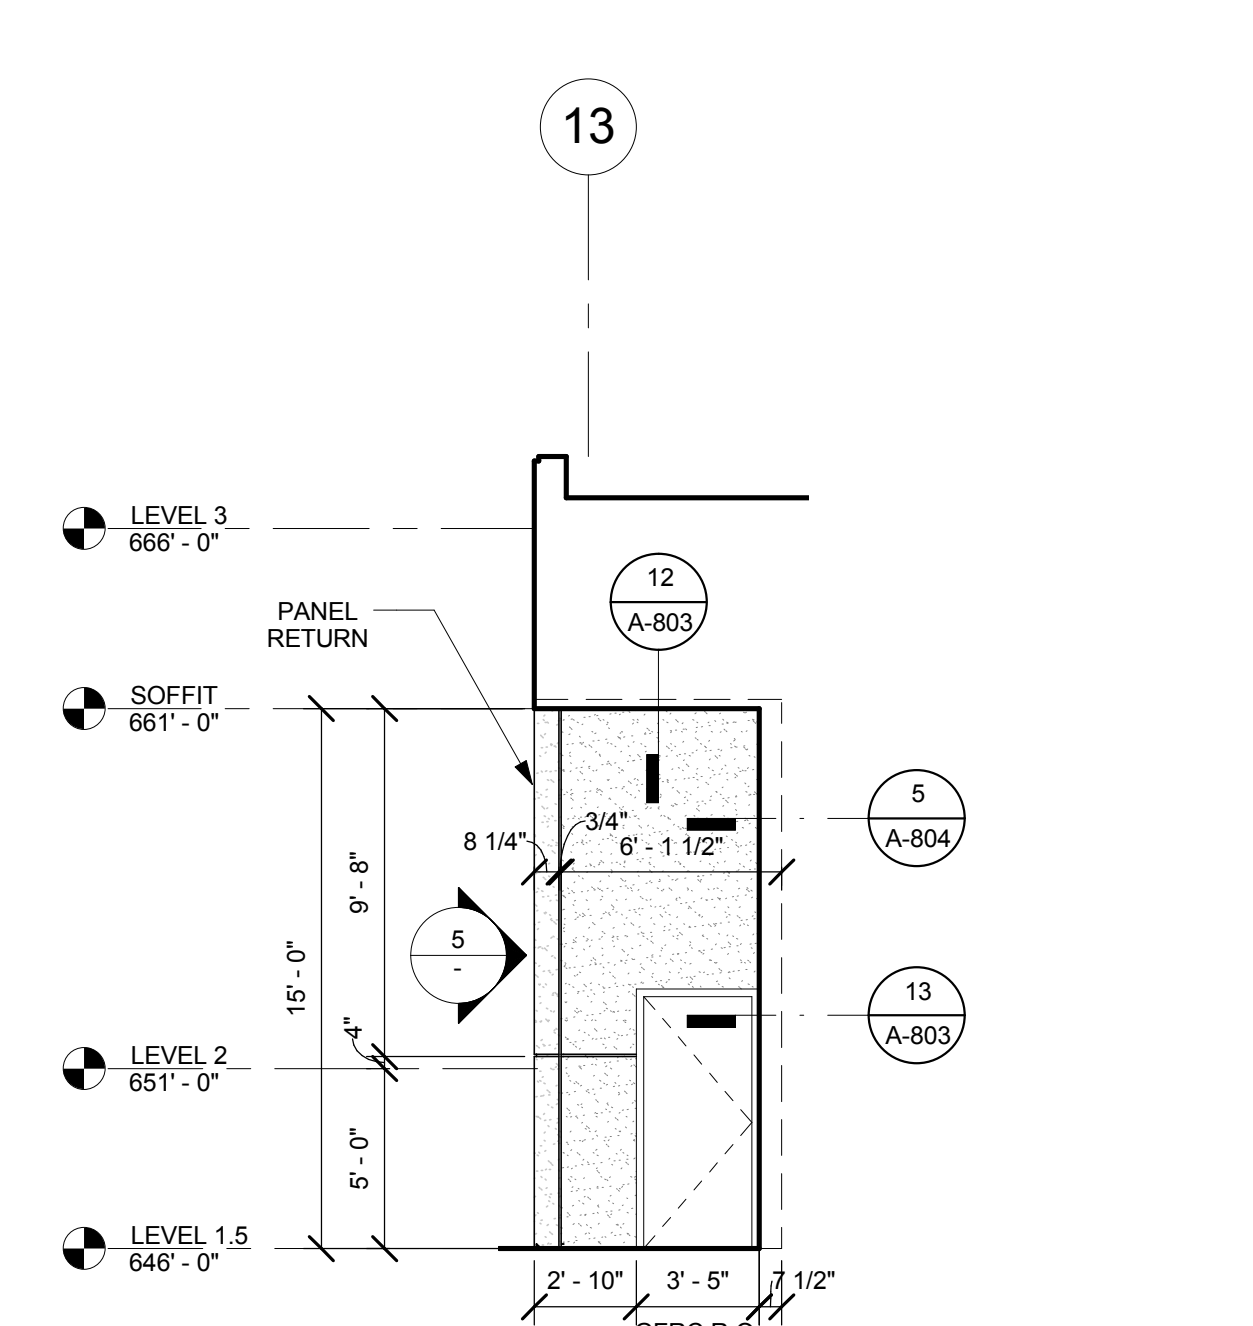 13
LEVEL 3
666' - 0"
12
A-803
PANEL
RETURN
SOFFIT
661' - 0"
5
A-804
3/4"
8 1/4"
6' - 1 1/2"
9' - 8"
15' - 0"
5
-
13
A-803
4"
LEVEL 2
651' - 0"
5' - 0"
LEVEL 1.5
646' - 0"
2' - 10"
3' - 5"
7 1/2"